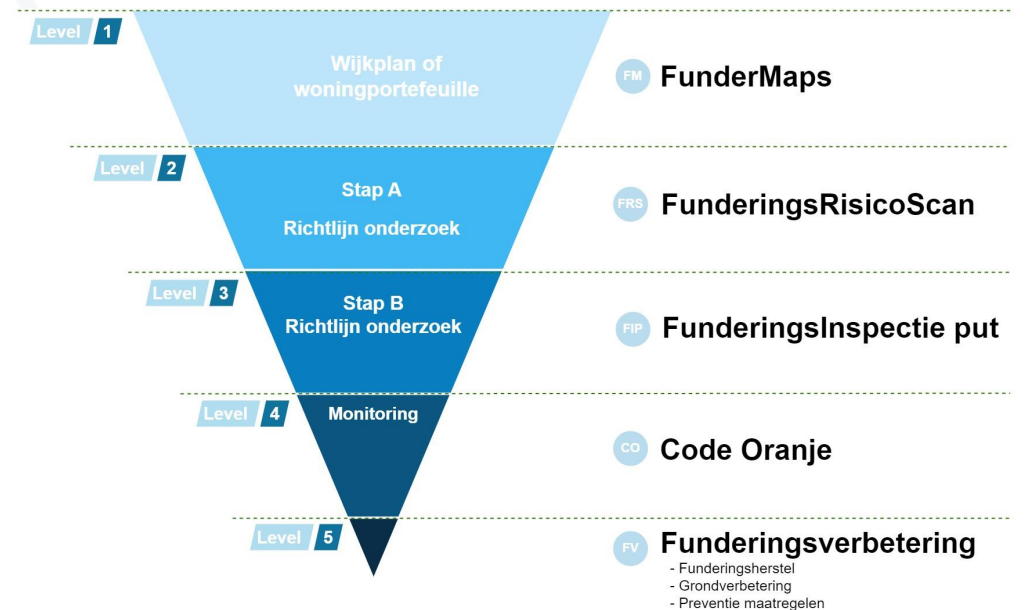 Level 1
Wijkplan of
woningportefeuille
FM FunderMaps
Level 2
Stap A
Richtlijn onderzoek
FRS FunderingsRisicoScan
Level 3
Stap B
Richtlijn onderzoek
FIP FunderingsInspectie put
Level 4
Monitoring
CO Code Oranje
Level 5
FV Funderingsverbetering
- Funderingsherstel
- Grondverbetering
- Preventie maatregelen